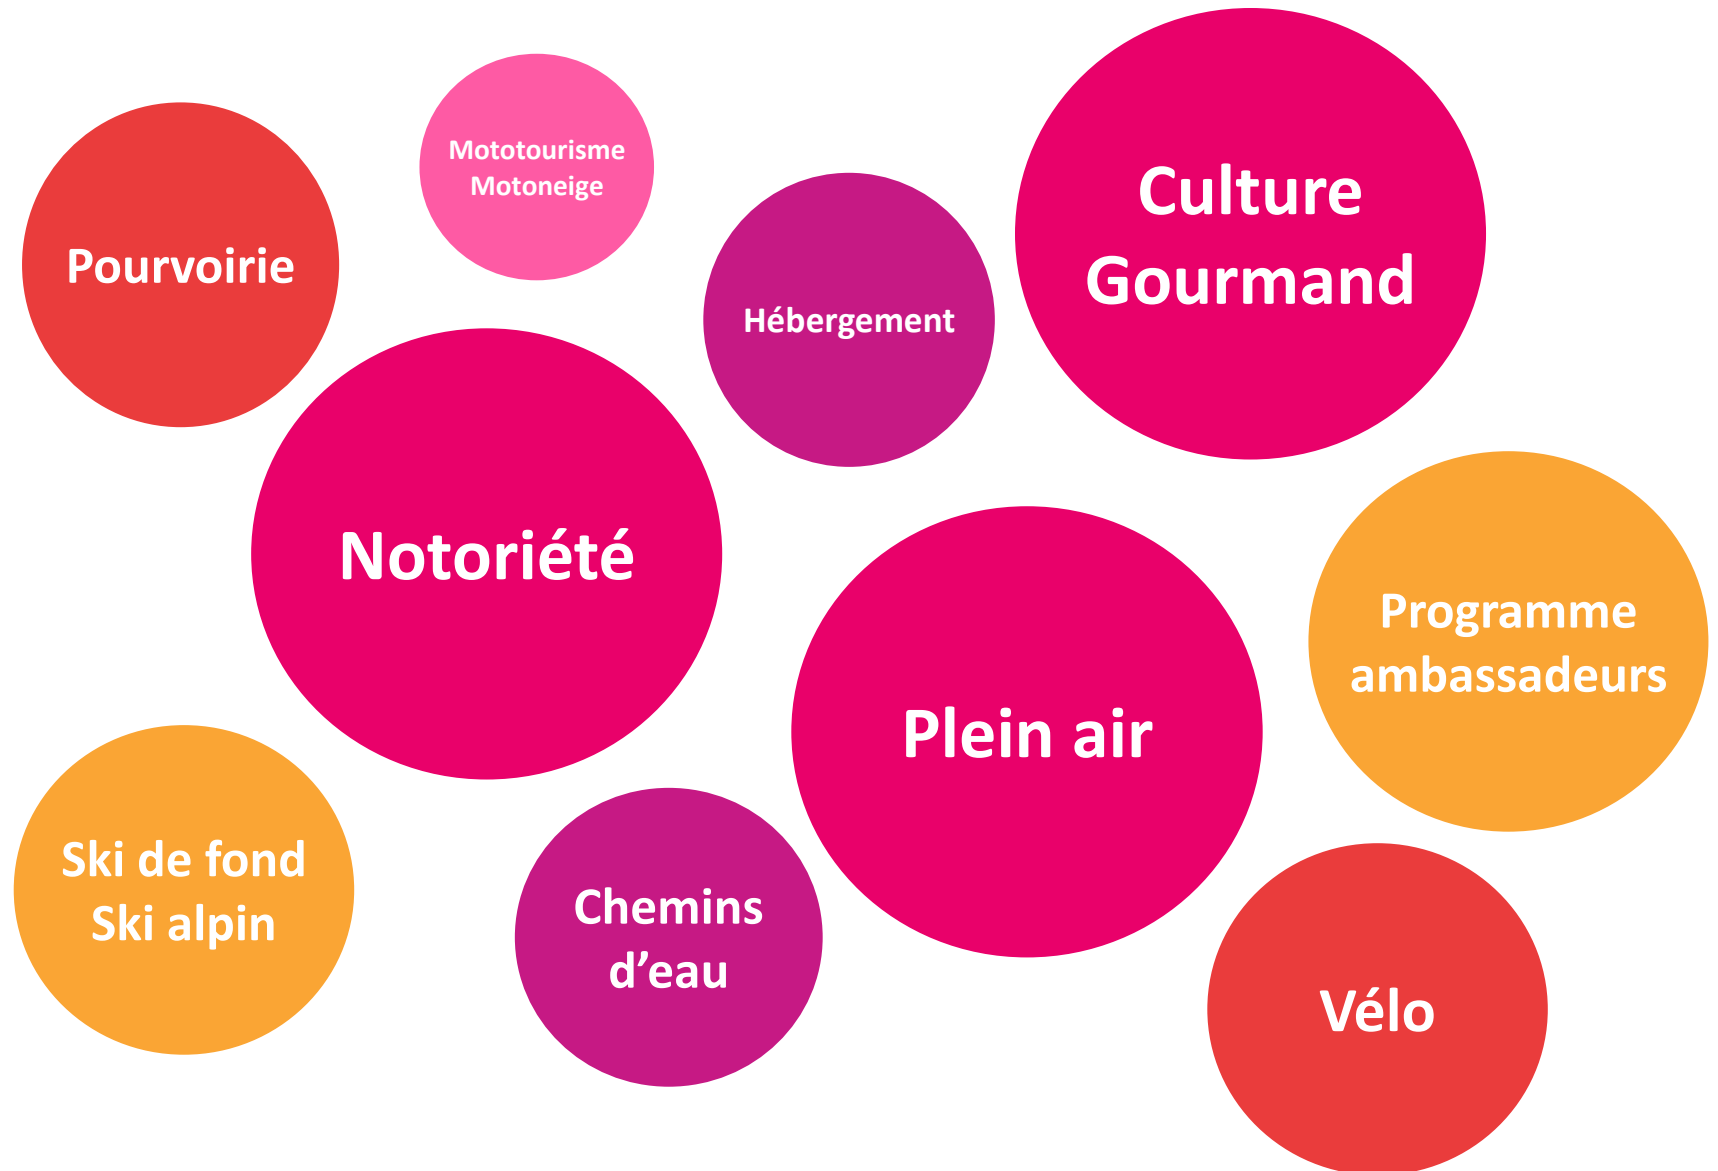 Mototourisme
Motoneige
Culture
Gourmand
Pourvoirie
Hébergement
Notoriété
Programme
ambassadeurs
Plein air
Ski de fond
Ski alpin
Chemins
d’eau
Vélo